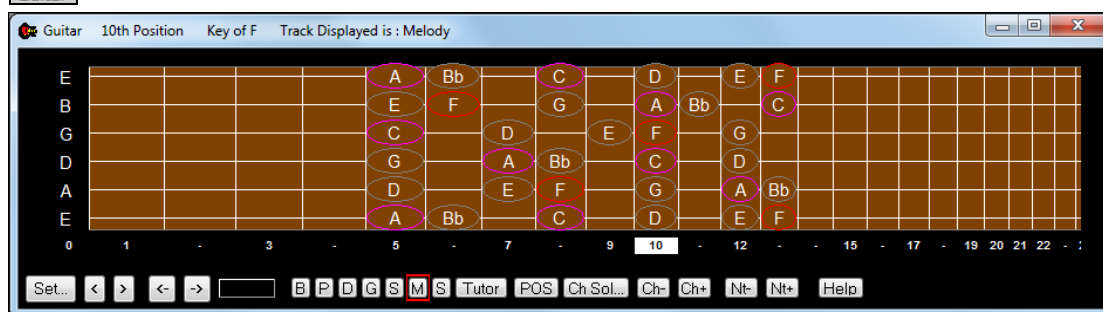 Guitar 10th Position Key of F Track Displayed is : Melody
E A Bb C D E F
B E F G A Bb C
G C D E F G
D G A Bb C D
A D E F G A Bb
E A Bb C D E F
0 1 - 3 - 5 - 7 - 9 10 - 12 - - 15 - 17 - 19 20 21 22 -
Set... < > <- -> B P D G S M S Tutor POS Ch Sol... Ch- Ch+ Nt- Nt+ Help